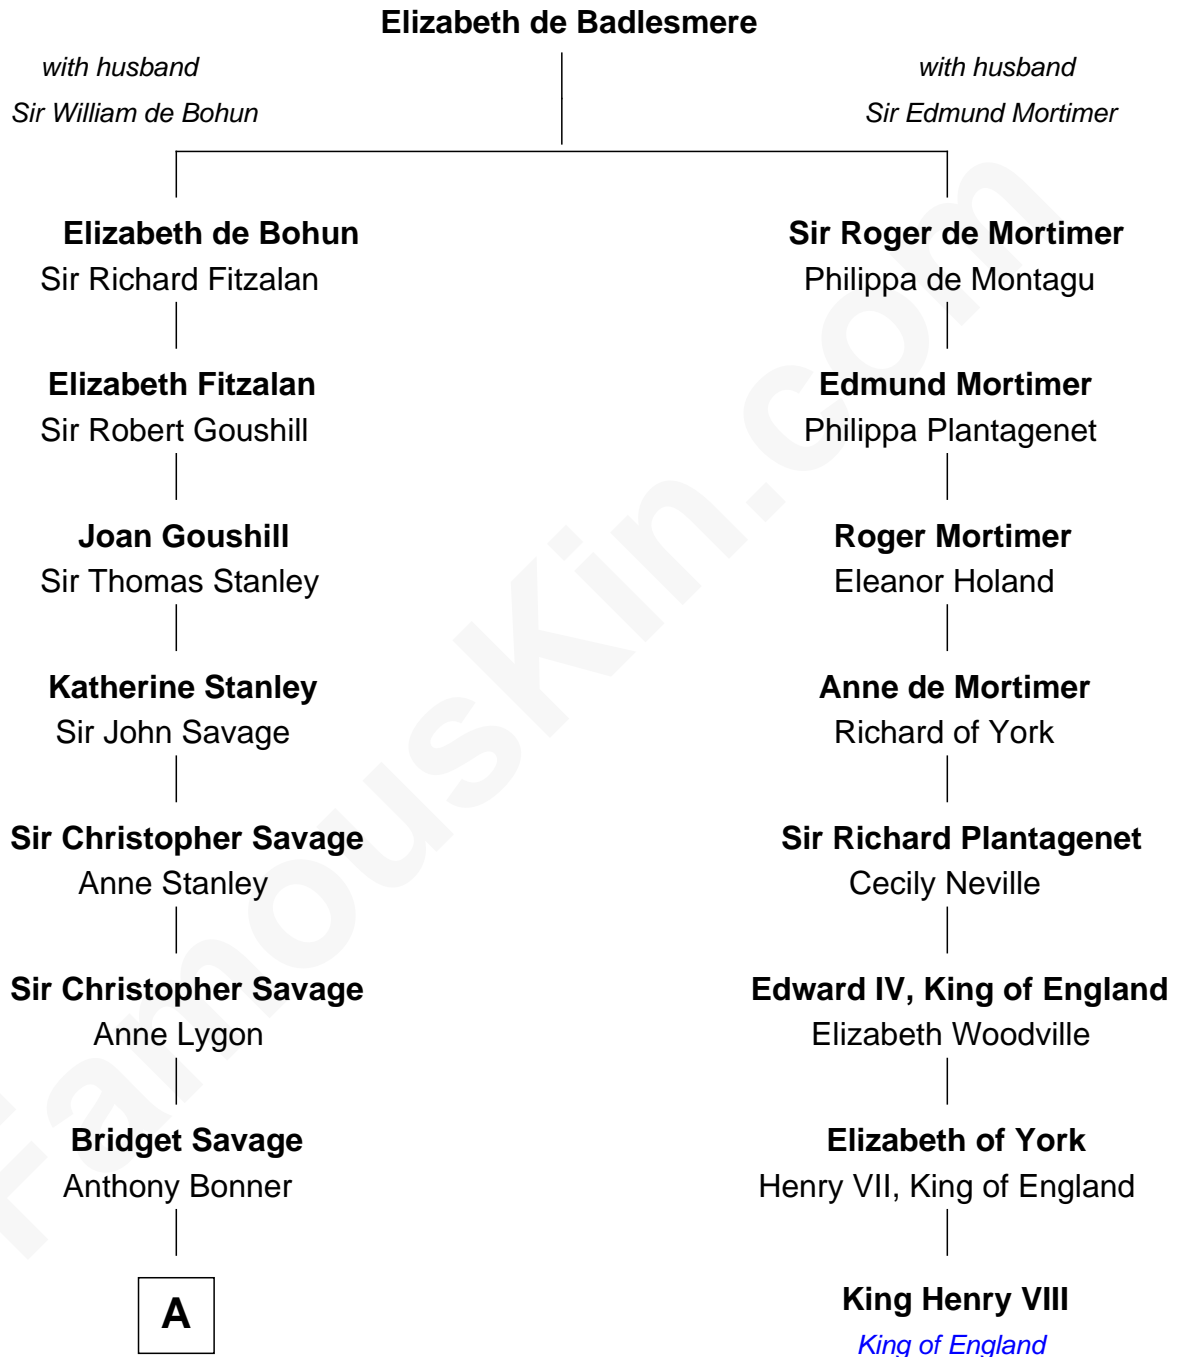 Elizabeth de Badlesmere
with husband
Sir William de Bohun
with husband
Sir Edmund Mortimer
Elizabeth de Bohun
Sir Richard Fitzalan
Sir Roger de Mortimer
Philippa de Montagu
Elizabeth Fitzalan
Sir Robert Goushill
Edmund Mortimer
Philippa Plantagenet
Joan Goushill
Sir Thomas Stanley
Roger Mortimer
Eleanor Holand
Katherine Stanley
Sir John Savage
Anne de Mortimer
Richard of York
Sir Christopher Savage
Anne Stanley
Sir Richard Plantagenet
Cecily Neville
Sir Christopher Savage
Anne Lygon
Edward IV, King of England
Elizabeth Woodville
Bridget Savage
Anthony Bonner
Elizabeth of York
Henry VII, King of England
A
King Henry VIII
King of England
FamousKin.com